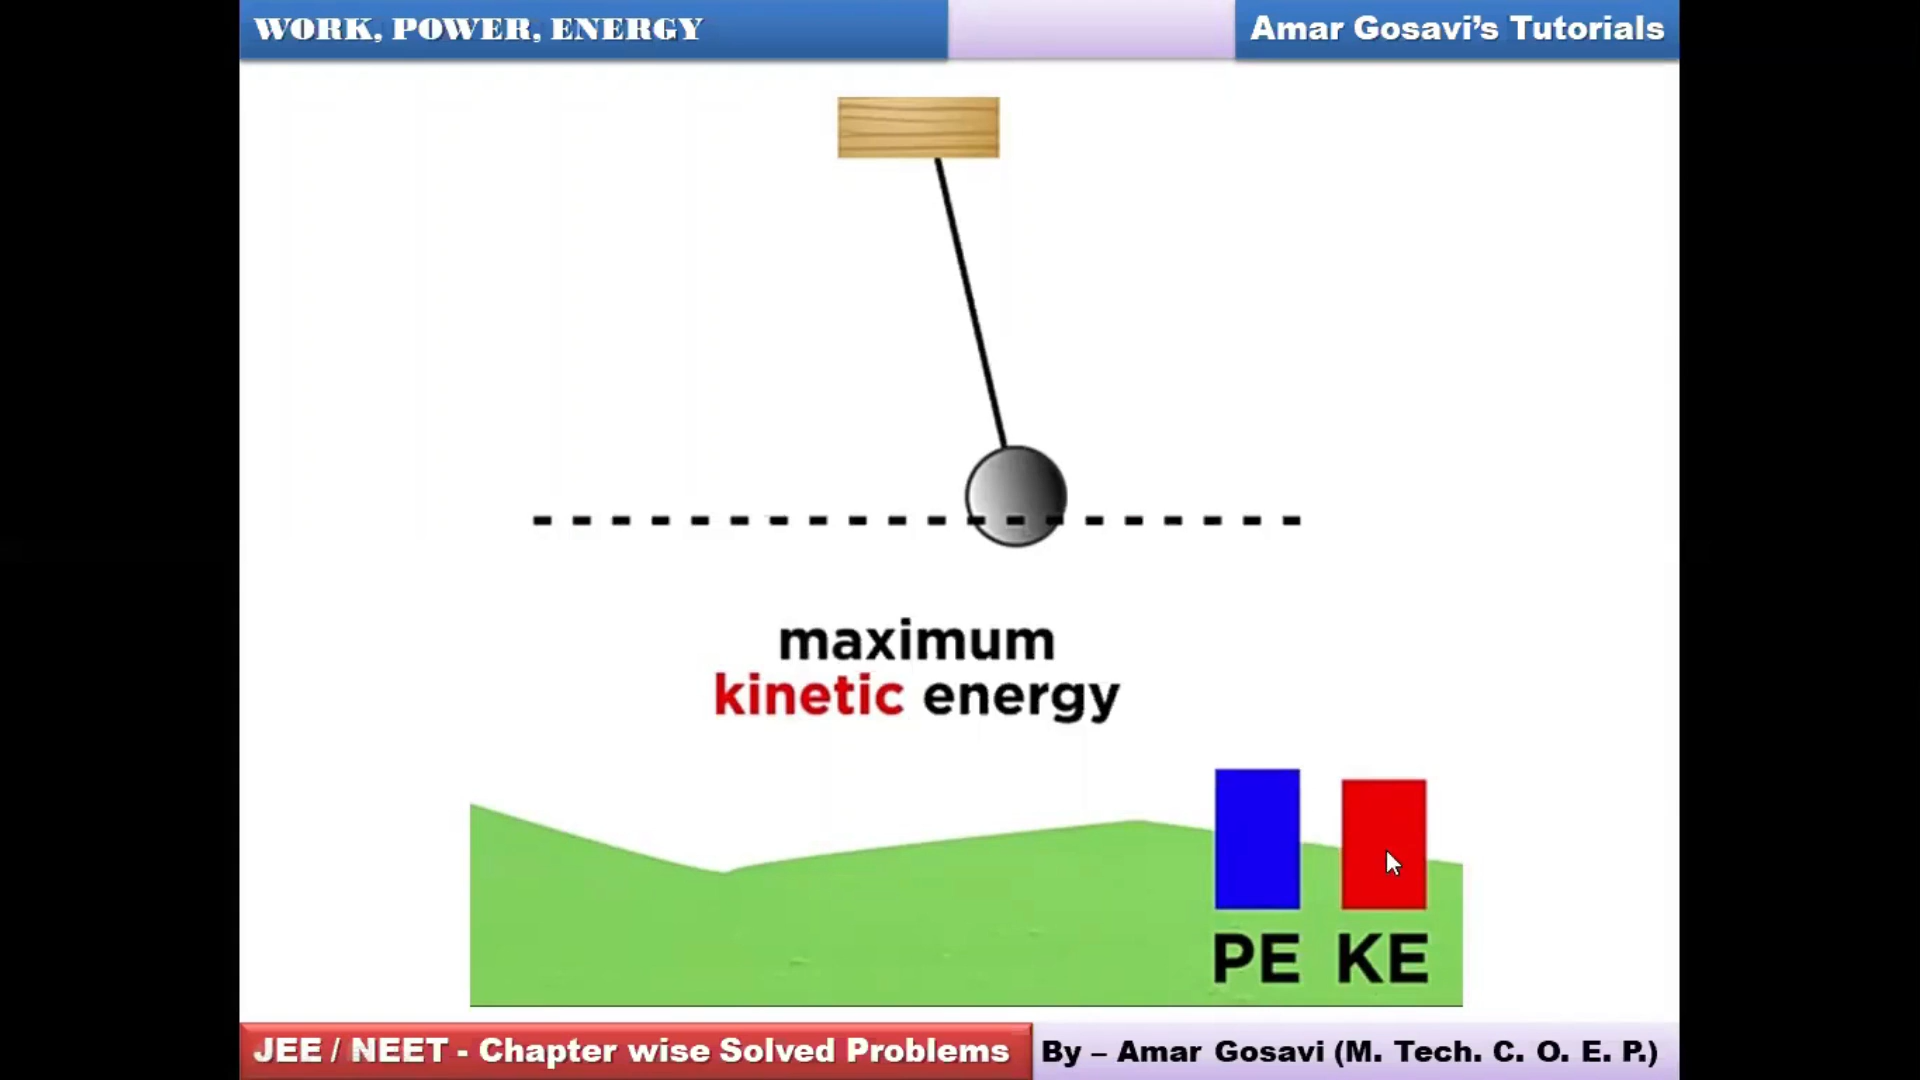 WORK, POWER, ENERGY
Amar Gosavi’s Tutorials
maximum
kinetic energy
PE KE
JEE / NEET - Chapter wise Solved Problems
By – Amar Gosavi (M. Tech. C. O. E. P.)